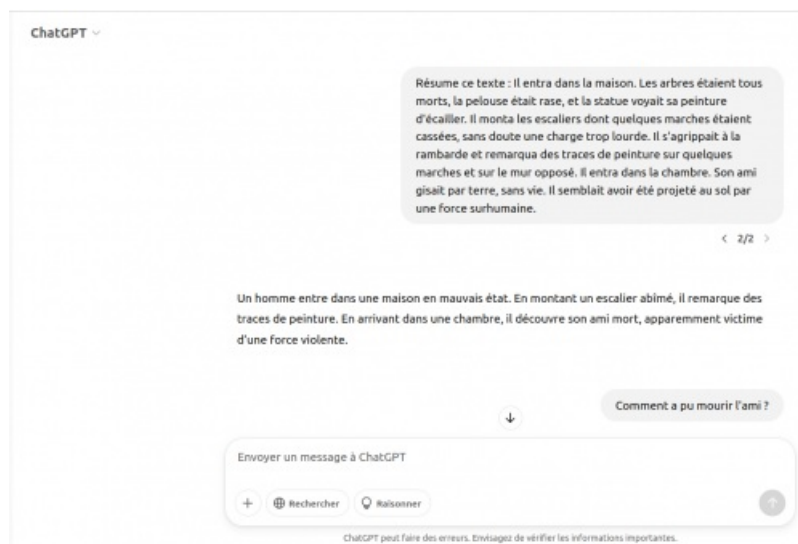 ChatGPT
Résume ce texte : Il entra dans la maison. Les arbres étaient tous
morts, la pelouse était rase, et la statue voyait sa peinture
d'écailler. Il monta les escaliers dont quelques marches étaient
cassées, sans doute une charge trop lourde. Il s'agrippait à la
rambarde et remarqua des traces de peinture sur quelques
marches et sur le mur opposé. Il entra dans la chambre. Son ami
gisait par terre, sans vie. Il semblait avoir été projeté au sol par
une force surhumaine.
2/2
Un homme entre dans une maison en mauvais état. En montant un escalier abîmé, il remarque des
traces de peinture. En arrivant dans une chambre, il découvre son ami mort, apparemment victime
d'une force violente.
Comment a pu mourir l'ami ?
Envoyer un message à ChatGPT
Rechercher Raisonner
ChatGPT peut faire des erreurs. Envisagez de vérifier les informations importantes.